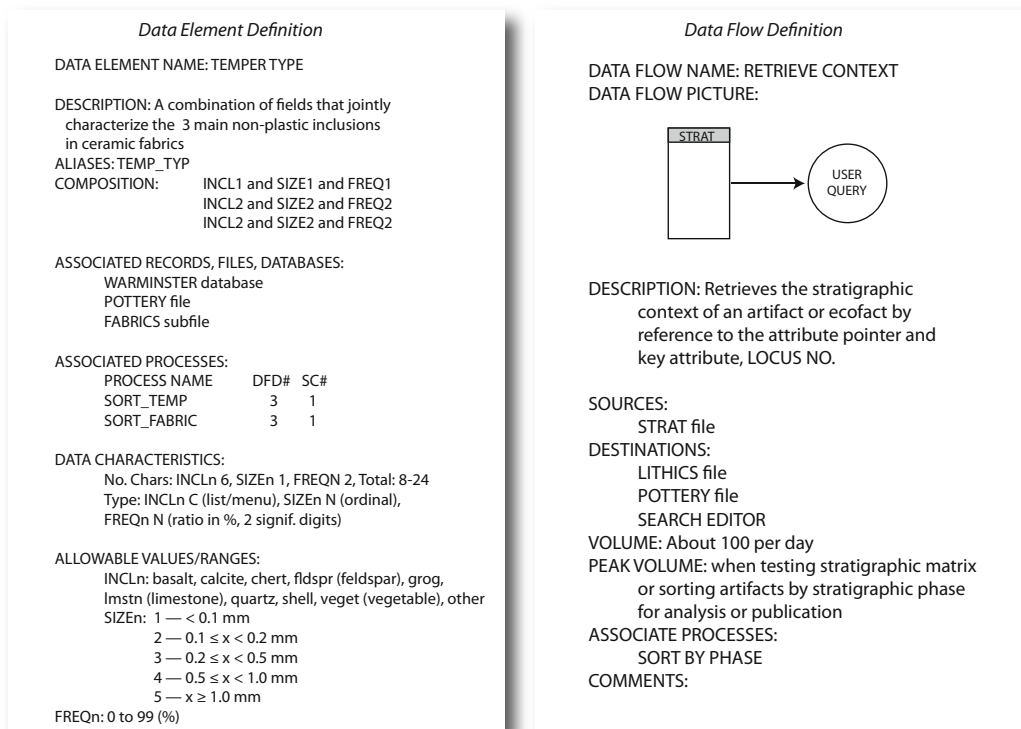 Data Element Definition
DATA ELEMENT NAME: TEMPER TYPE
DESCRIPTION: A combination of fields that jointly
characterize the 3 main non-plastic inclusions
in ceramic fabrics
ALIASES: TEMP_TYP
COMPOSITION: INCL1 and SIZE1 and FREQ1
INCL2 and SIZE2 and FREQ2
INCL2 and SIZE2 and FREQ2
ASSOCIATED RECORDS, FILES, DATABASES:
WARMINSTER database
POTTERY file
FABRICS subfile
ASSOCIATED PROCESSES:
PROCESS NAME DFD# SC#
SORT_TEMP 3 1
SORT_FABRIC 3 1
DATA CHARACTERISTICS:
No. Chars: INCLn 6, SIZEn 1, FREQN 2, Total: 8-24
Type: INCLn C (list/menu), SIZEn N (ordinal),
FREQn N (ratio in %, 2 signif. digits)
ALLOWABLE VALUES/RANGES:
INCLn: basalt, calcite, chert, fldspr (feldspar), grog,
lmstn (limestone), quartz, shell, veget (vegetable), other
SIZEn: 1 — < 0.1 mm
2 — 0.1 ≤ x < 0.2 mm
3 — 0.2 ≤ x < 0.5 mm
4 — 0.5 ≤ x < 1.0 mm
5 — x ≥ 1.0 mm
FREQn: 0 to 99 (%)
Data Flow Definition
DATA FLOW NAME: RETRIEVE CONTEXT
DATA FLOW PICTURE:
STRAT
USER
QUERY
DESCRIPTION: Retrieves the stratigraphic
context of an artifact or ecofact by
reference to the attribute pointer and
key attribute, LOCUS NO.
SOURCES:
STRAT file
DESTINATIONS:
LITHICS file
POTTERY file
SEARCH EDITOR
VOLUME: About 100 per day
PEAK VOLUME: when testing stratigraphic matrix
or sorting artifacts by stratigraphic phase
for analysis or publication
ASSOCIATE PROCESSES:
SORT BY PHASE
COMMENTS: